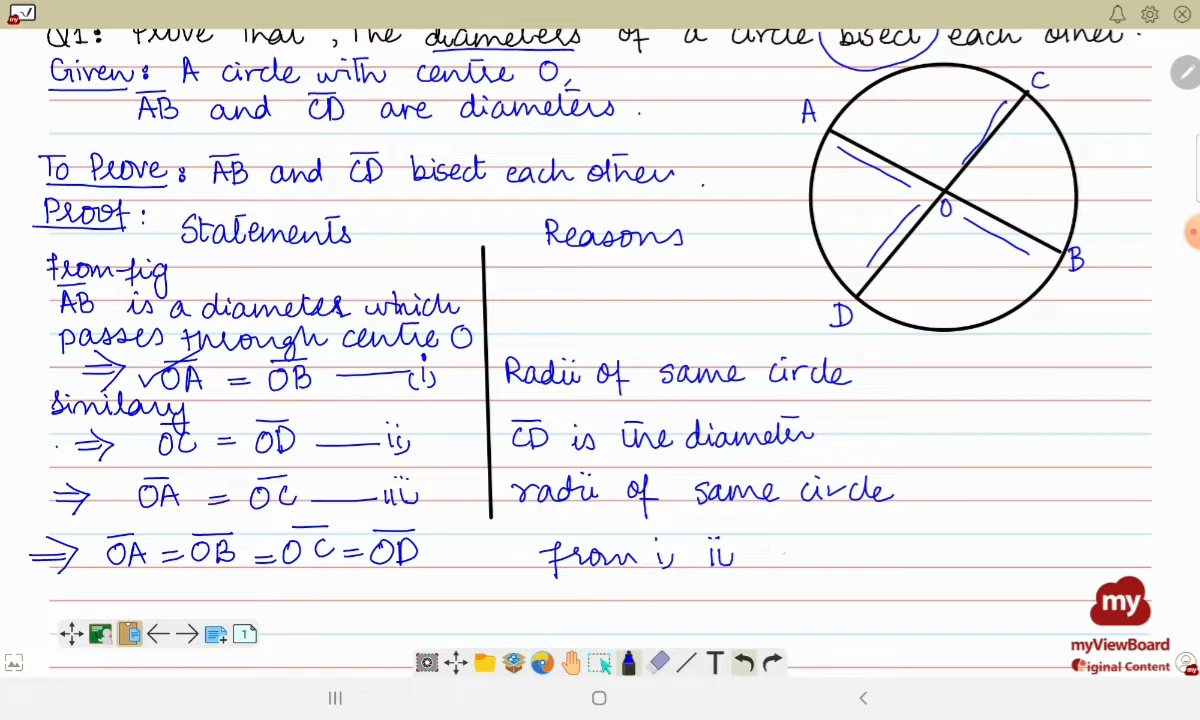 Q1: Prove that, The diameters of a circle bisect each other.
Given: A circle with centre O,
AB and CD are diameters.
To Prove: AB and CD bisect each other.
Proof:
Statements
Reasons
from fig
AB is a diameter which
passes through centre O
⇒ OA = OB —— (i)
Radii of same circle
similary
⇒ OC = OD —— ii)
CD is the diameter
⇒ OA = OC —— iii
radii of same circle
⇒ OA = OB = OC = OD
from i, ii
A
C
O
B
D
my
myViewBoard
Original Content
1
T